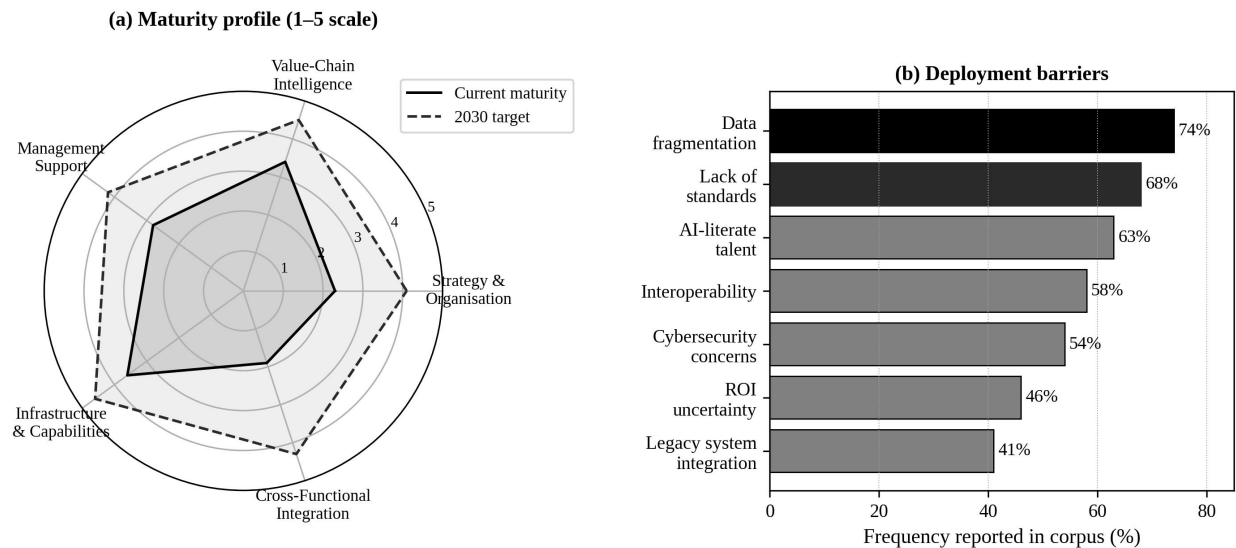 (a) Maturity profile (1–5 scale)
Value-Chain
Intelligence
Current maturity
2030 target
Management
Support
5
4
3
2
1
Strategy &
Organisation
Infrastructure
& Capabilities
Cross-Functional
Integration
(b) Deployment barriers
Data
fragmentation
74%
Lack of
standards
68%
AI-literate
talent
63%
Interoperability
58%
Cybersecurity
concerns
54%
ROI
uncertainty
46%
Legacy system
integration
41%
0 20 40 60 80
Frequency reported in corpus (%)